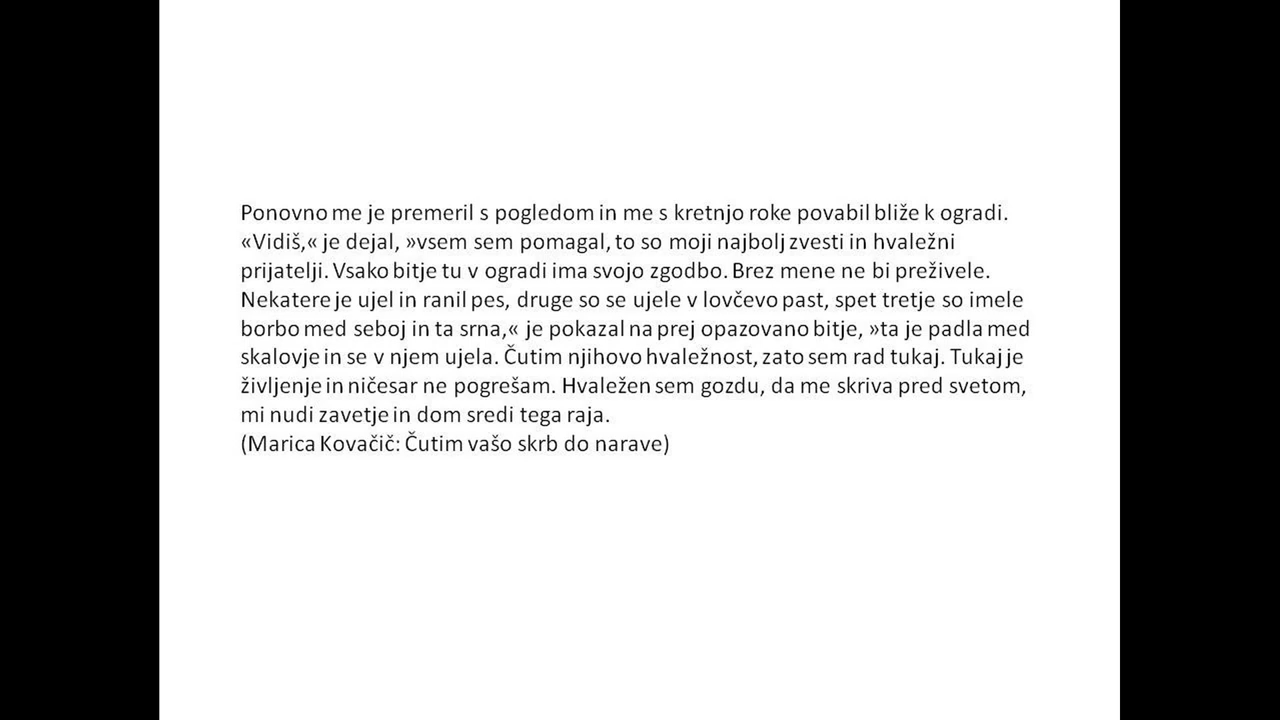 Ponovno me je premeril s pogledom in me s kretnjo roke povabil bliže k ogradi.
«Vidiš,« je dejal, »vsem sem pomagal, to so moji najbolj zvesti in hvaležni
prijatelji. Vsako bitje tu v ogradi ima svojo zgodbo. Brez mene ne bi preživele.
Nekatere je ujel in ranil pes, druge so se ujele v lovčevo past, spet tretje so imele
borbo med seboj in ta srna,« je pokazal na prej opazovano bitje, »ta je padla med
skalovje in se v njem ujela. Čutim njihovo hvaležnost, zato sem rad tukaj. Tukaj je
življenje in ničesar ne pogrešam. Hvaležen sem gozdu, da me skriva pred svetom,
mi nudi zavetje in dom sredi tega raja.
(Marica Kovačič: Čutim vašo skrb do narave)